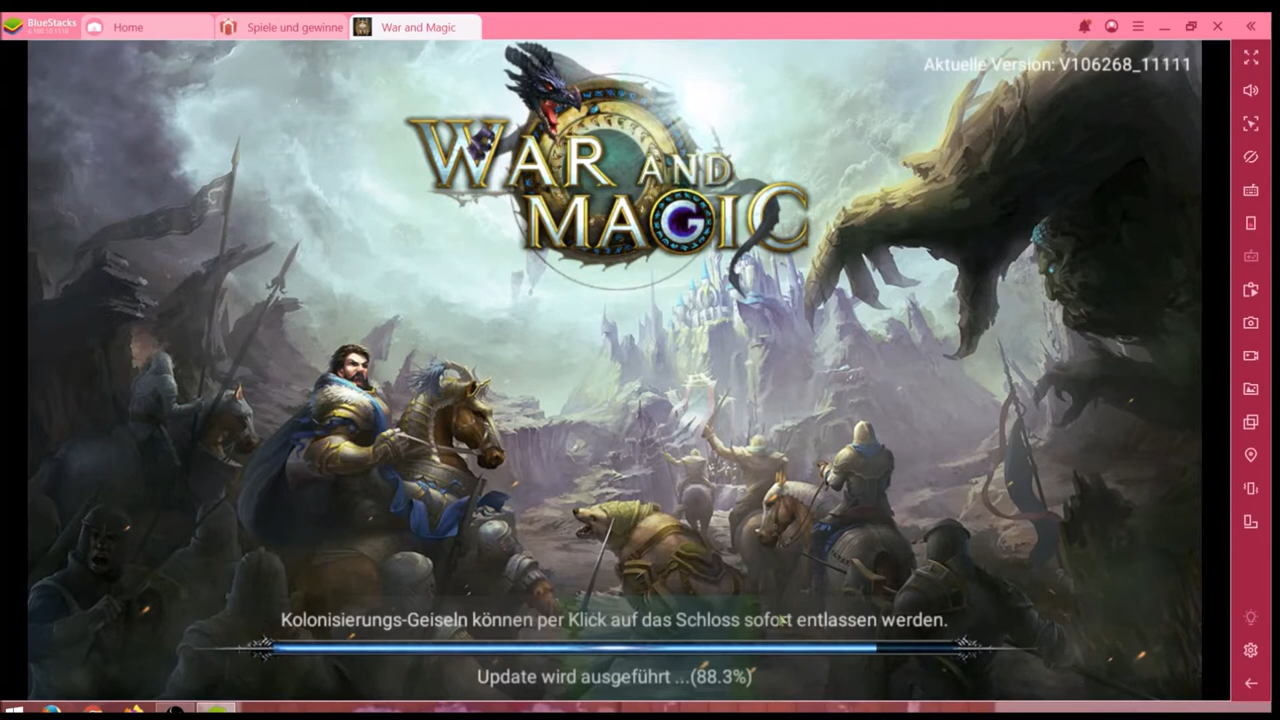 BlueStacks
Home
Spiele und gewinne
War and Magic
Aktuelle Version: V106268_11111
WAR AND
MAGIC
Kolonisierungs-Geiseln können per Klick auf das Schloss sofort entlassen werden.
Update wird ausgeführt ...(88.3%)